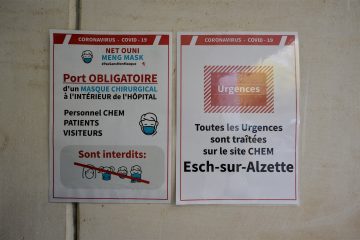 CORONAVIRUS - COVID - 19
NET OUNI
MENG MASK
Port OBLIGATOIRE
d'un MASQUE CHIRURGICAL
à l'INTÉRIEUR de l'HÔPITAL
Personnel CHEM
PATIENTS
VISITEURS
Sont interdits:
CORONAVIRUS - COVID - 19
Urgences
Toutes les Urgences
sont traitées
sur le site CHEM
Esch-sur-Alzette